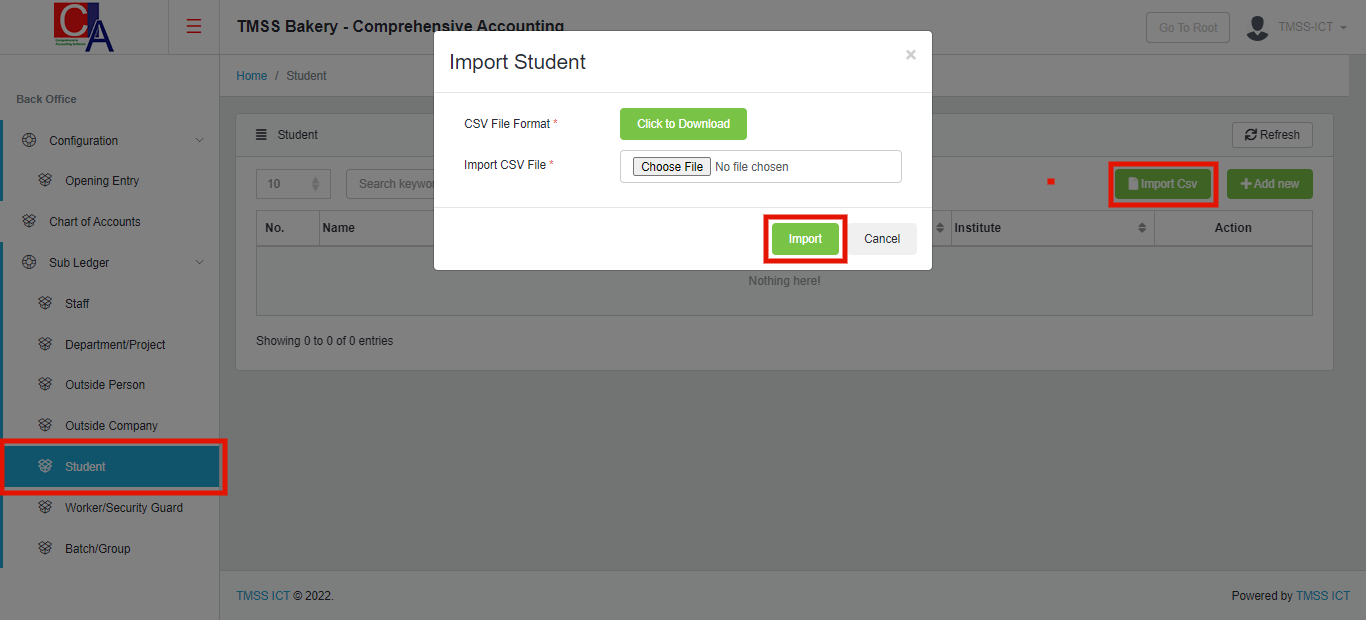 CA
TMSS Bakery - Comprehensive Accounting
Go To Root
TMSS-ICT
Home / Student
Back Office
Configuration
Opening Entry
Chart of Accounts
Sub Ledger
Staff
Department/Project
Outside Person
Outside Company
Student
Worker/Security Guard
Batch/Group
Import Student
×
CSV File Format *
Click to Download
Import CSV File *
Choose File No file chosen
Import
Cancel
Student
Refresh
10
Search keywor
Import Csv
Add new
No.
Name
Institute
Action
Nothing here!
Showing 0 to 0 of 0 entries
TMSS ICT © 2022.
Powered by TMSS ICT